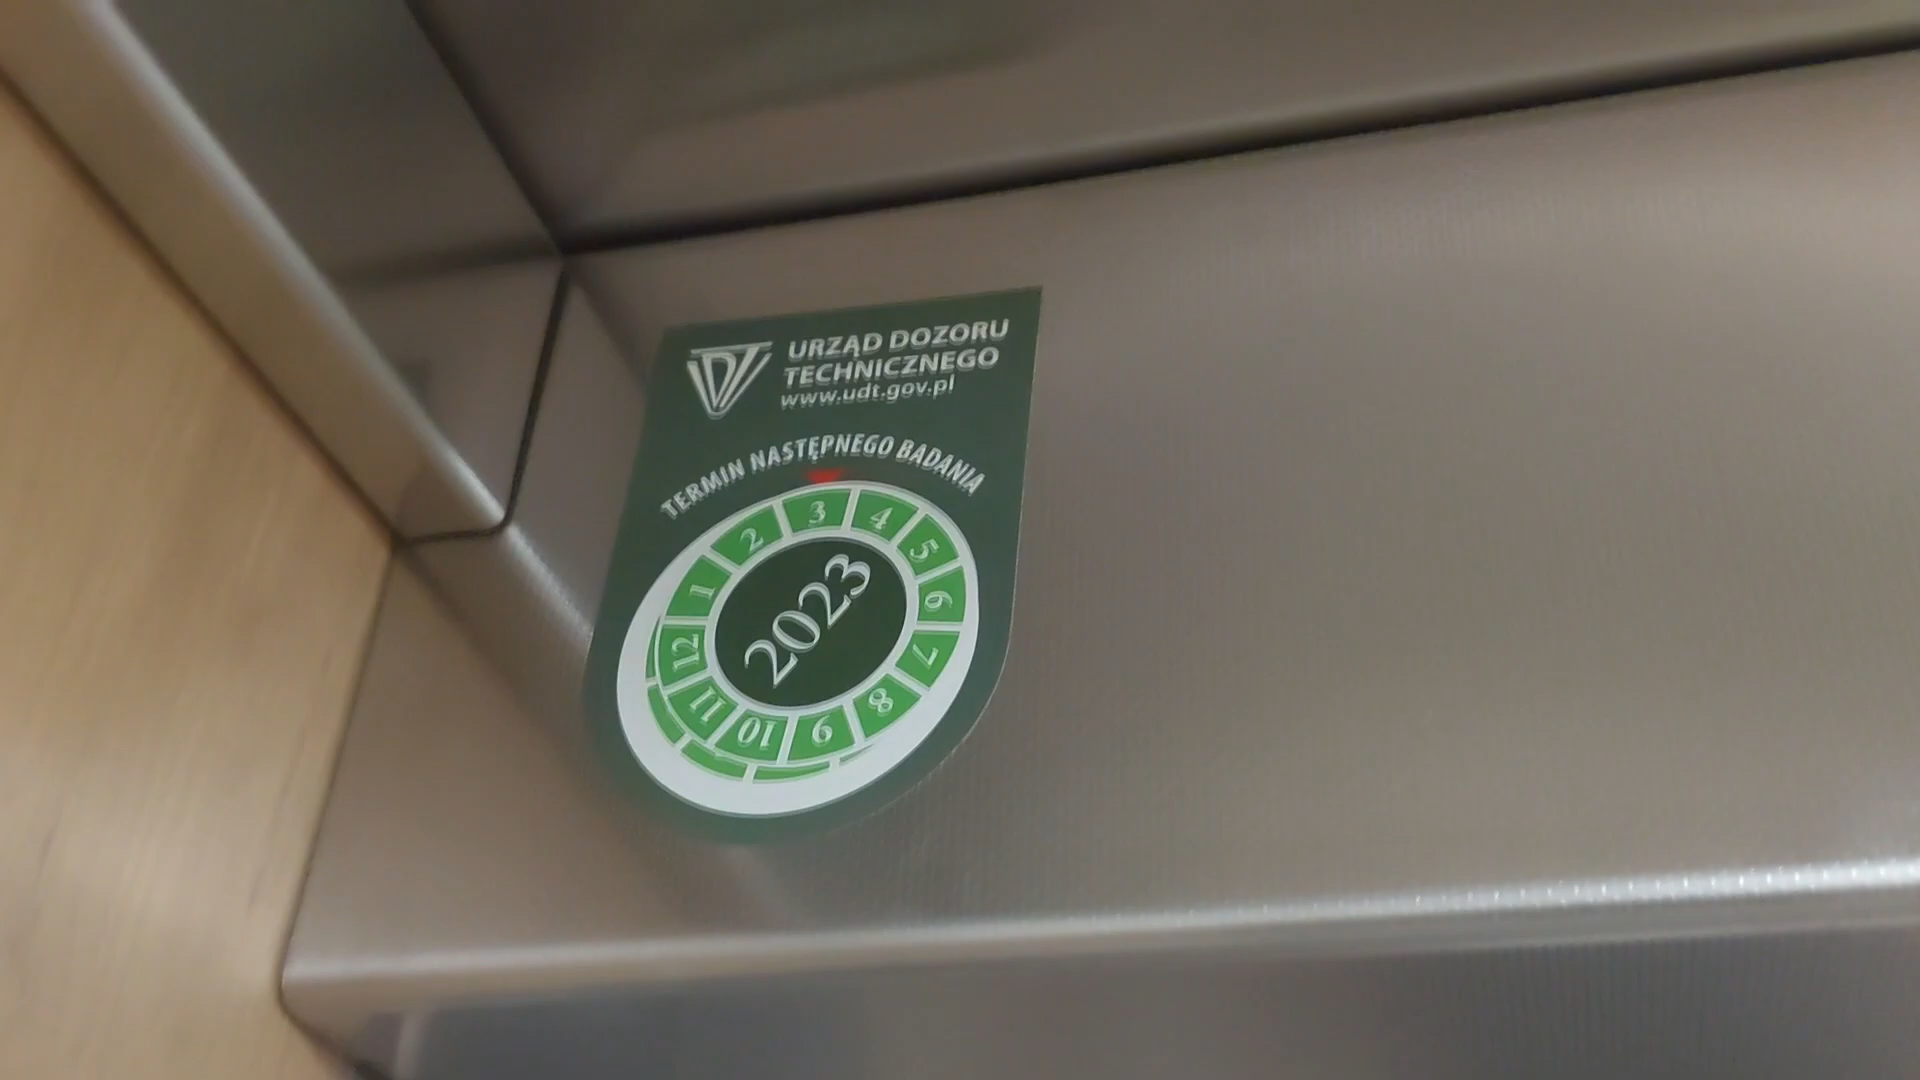 UDT
URZĄD DOZORU
TECHNICZNEGO
www.udt.gov.pl
TERMIN NASTĘPNEGO BADANIA
1 2 3 4 5 6 7 8 9 10 11 12
2023